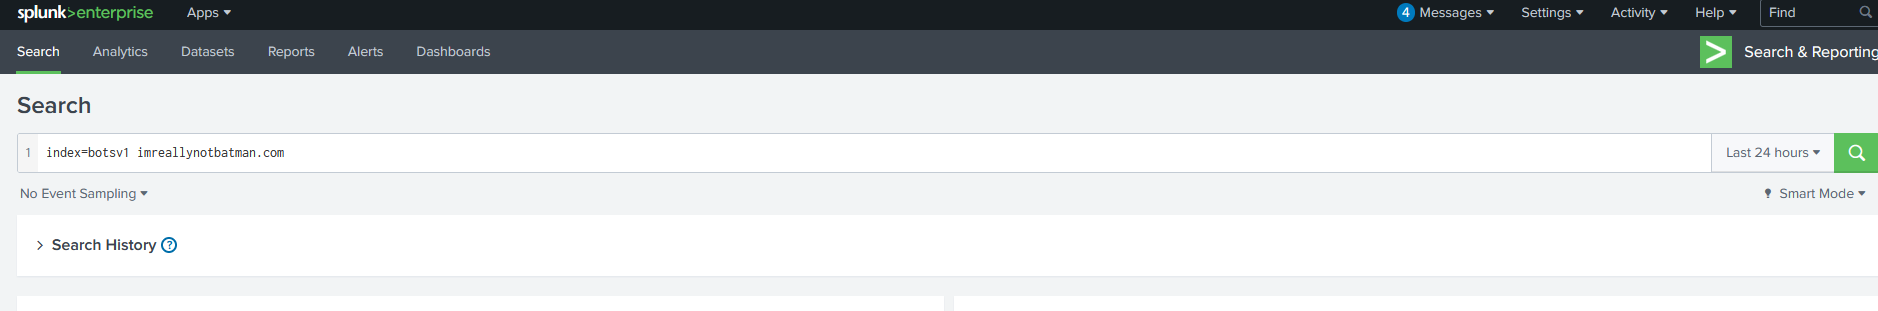 splunk>enterprise Apps 4 Messages Settings Activity Help Find
Search Analytics Datasets Reports Alerts Dashboards Search & Reporting
Search
1 index=botsv1 imreallynotbatman.com Last 24 hours
No Event Sampling Smart Mode
Search History ?